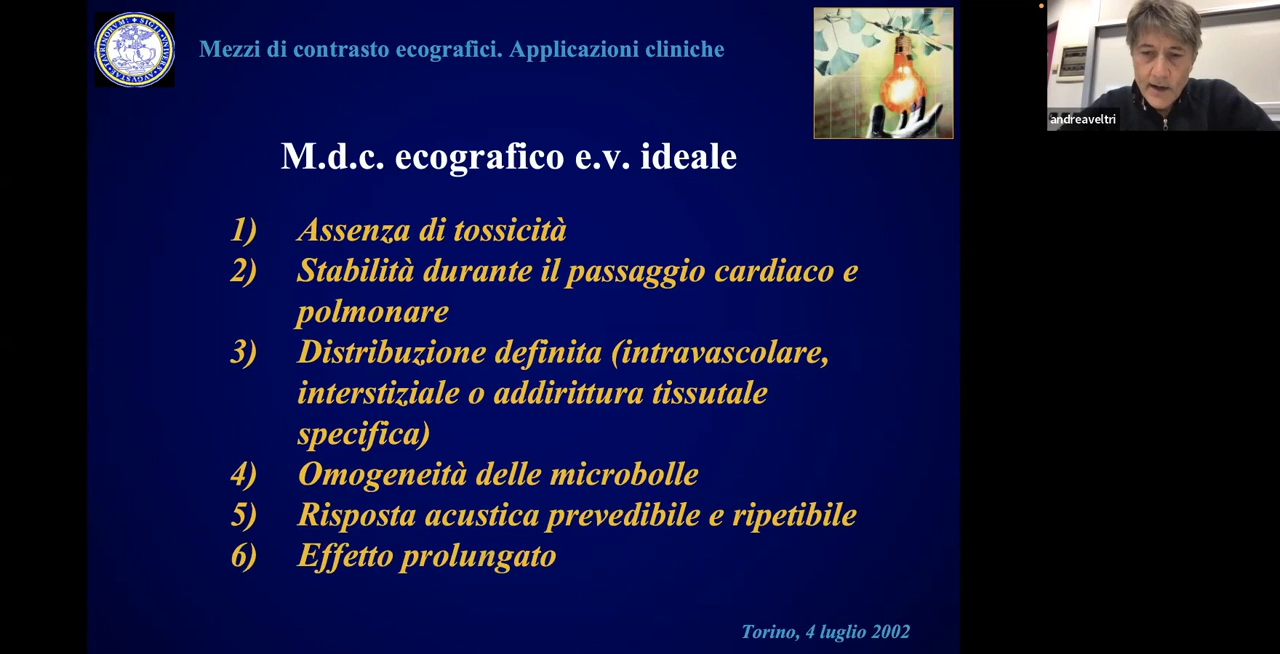 Mezzi di contrasto ecografici. Applicazioni cliniche
M.d.c. ecografico e.v. ideale
1) Assenza di tossicità
2) Stabilità durante il passaggio cardiaco e
polmonare
3) Distribuzione definita (intravascolare,
interstiziale o addirittura tissutale
specifica)
4) Omogeneità delle microbolle
5) Risposta acustica prevedibile e ripetibile
6) Effetto prolungato
Torino, 4 luglio 2002
andreaveltri